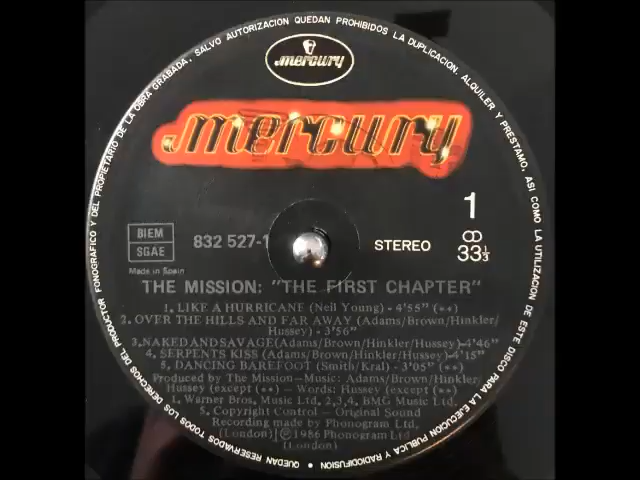 SALVO AUTORIZACION QUEDAN PROHIBIDOS LA DUPLICACION, ALQUILER Y PRESTAMO, ASI COMO LA UTILIZACION DE ESTE DISCO PARA LA EJECUCION PUBLICA Y RADIODIFUSION • QUEDAN RESERVADOS TODOS LOS DERECHOS DEL PRODUCTOR FONOGRAFICO Y DEL PROPIETARIO DE LA OBRA GRABADA,
mercury
mercury
1
BIEM
SGAE
832 527-1
STEREO
33⅓
Made in Spain
THE MISSION: "THE FIRST CHAPTER"
1. LIKE A HURRICANE (Neil Young) - 4'55" (**)
2. OVER THE HILLS AND FAR AWAY (Adams/Brown/Hinkler/
Hussey) - 3'56"
3,NAKED AND SAVAGE(Adams/Brown/Hinkler/Hussey)-4'46"
4. SERPENTS KISS (Adams/Brown/Hinkler/Hussey)-4'15"
5, DANCING BAREFOOT (Smith/Kral) - 3'05" (**)
Produced by The Mission-Music: Adams/Brown/Hinkler/
Hussey (except (**) - Words: Hussey (except (**)
1. Warner Bros. Music Ltd. 2,3,4, BMG Music Ltd.
5. Copyright Control - Original Sound
Recording made by Phonogram Ltd.
(London) ℗ 1986 Phonogram Ltd
(London)